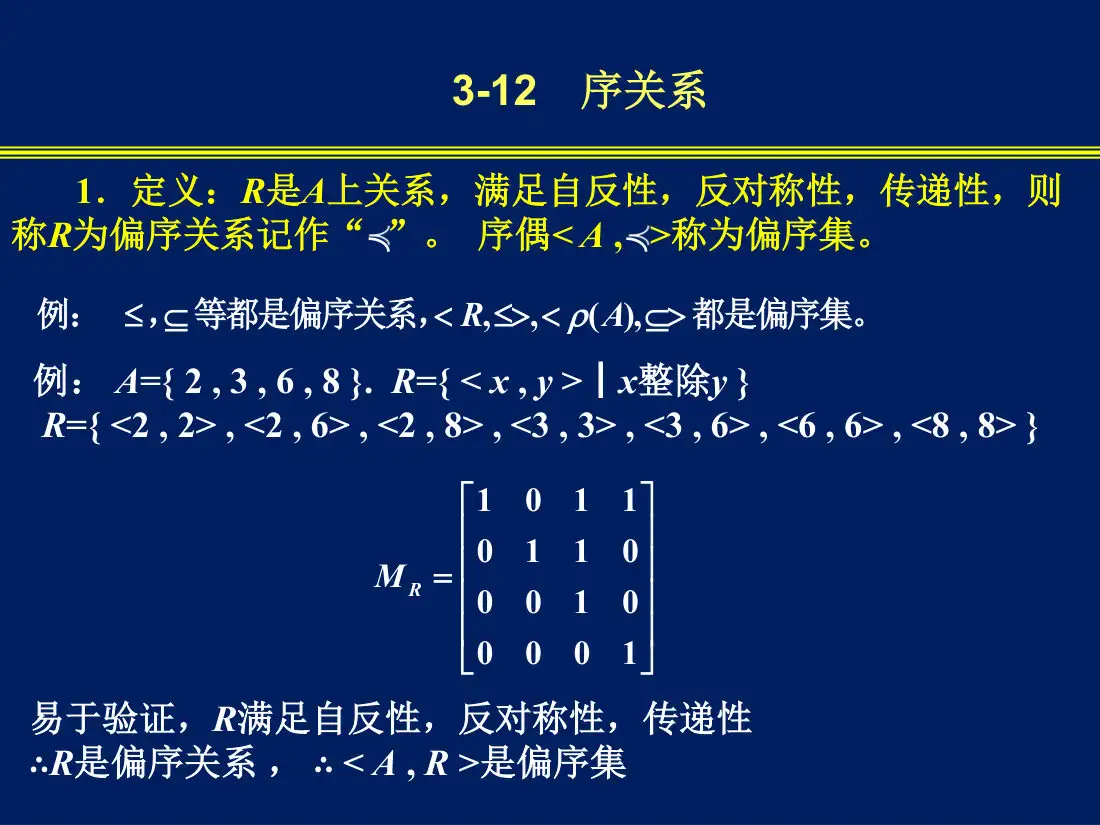 3-12 序关系
1．定义：R是A上关系，满足自反性，反对称性，传递性，则
称R为偏序关系记作“≼”。 序偶< A ,≼>称为偏序集。
例： ≤，⊆等都是偏序关系，< R,≤>,< ρ(A),⊆> 都是偏序集。
例： A={ 2 , 3 , 6 , 8 }. R={ < x , y >｜x整除y }
R={ <2 , 2> , <2 , 6> , <2 , 8> , <3 , 3> , <3 , 6> , <6 , 6> , <8 , 8> }
1 0 1 1
0 1 1 0
M R =
0 0 1 0
0 0 0 1
易于验证，R满足自反性，反对称性，传递性
∴R是偏序关系 ， ∴ < A , R >是偏序集